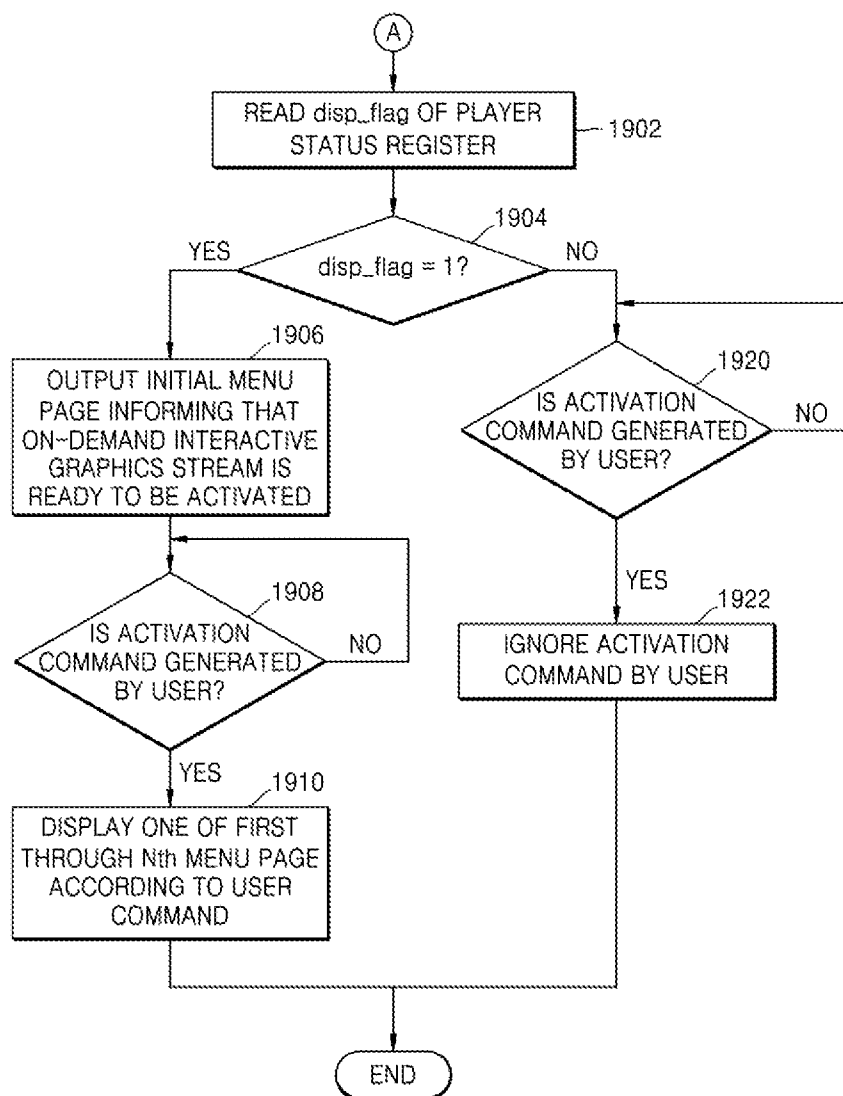 A
READ disp_flag OF PLAYER
STATUS REGISTER
1902
1904
YES
disp_flag = 1?
NO
1906
OUTPUT INITIAL MENU
PAGE INFORMING THAT
ON~DEMAND INTERACTIVE
GRAPHICS STREAM IS
READY TO BE ACTIVATED
1920
IS ACTIVATION
COMMAND GENERATED
BY USER?
NO
1908
IS ACTIVATION
COMMAND GENERATED
BY USER?
NO
YES
1922
IGNORE ACTIVATION
COMMAND BY USER
YES
1910
DISPLAY ONE OF FIRST
THROUGH Nth MENU PAGE
ACCORDING TO USER
COMMAND
END